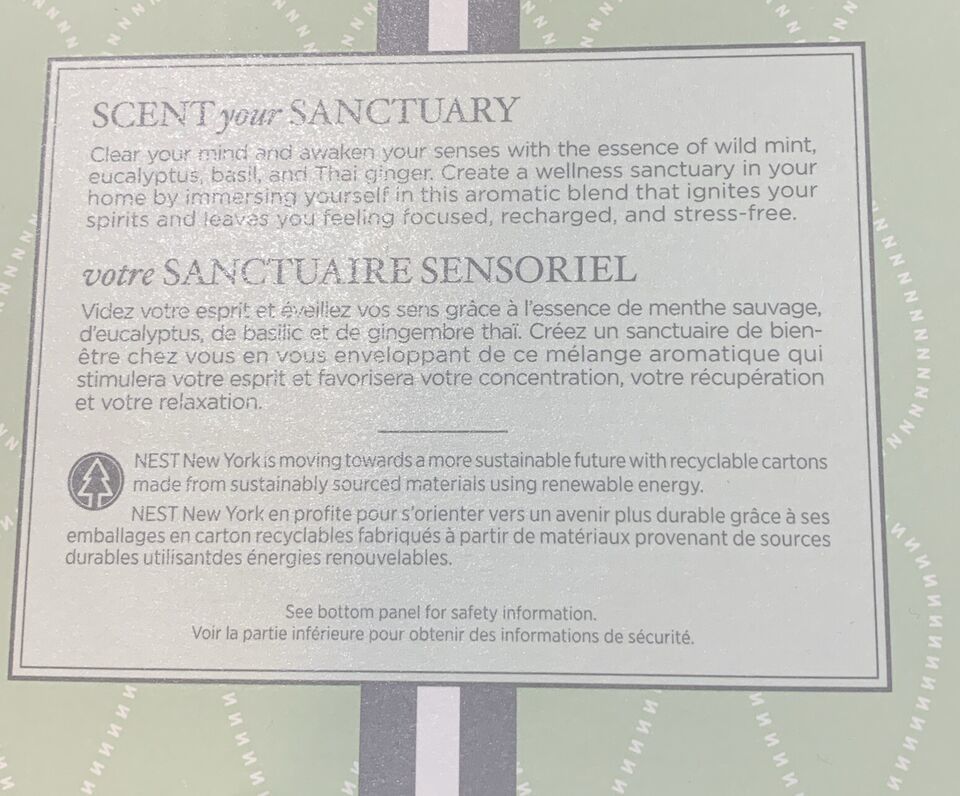 SCENT your SANCTUARY
Clear your mind and awaken your senses with the essence of wild mint,
eucalyptus, basil, and Thai ginger. Create a wellness sanctuary in your
home by immersing yourself in this aromatic blend that ignites your
spirits and leaves you feeling focused, recharged, and stress-free.
votre SANCTUAIRE SENSORIEL
Videz votre esprit et éveillez vos sens grâce à l'essence de menthe sauvage,
d'eucalyptus, de basilic et de gingembre thaï. Créez un sanctuaire de bien-
être chez vous en vous enveloppant de ce mélange aromatique qui
stimulera votre esprit et favorisera votre concentration, votre récupération
et votre relaxation.
NEST New York is moving towards a more sustainable future with recyclable cartons
made from sustainably sourced materials using renewable energy.
NEST New York en profite pour s'orienter vers un avenir plus durable grâce à ses
emballages en carton recyclables fabriqués à partir de matériaux provenant de sources
durables utilisantdes énergies renouvelables.
See bottom panel for safety information.
Voir la partie inférieure pour obtenir des informations de sécurité.